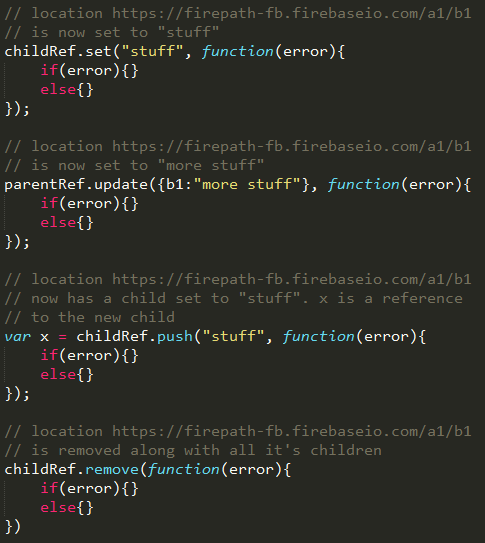 // location https://firepath-fb.firebaseio.com/a1/b1
// is now set to "stuff"
childRef.set("stuff", function(error){
    if(error){}
    else{}
});

// location https://firepath-fb.firebaseio.com/a1/b1
// is now set to "more stuff"
parentRef.update({b1:"more stuff"}, function(error){
    if(error){}
    else{}
});

// location https://firepath-fb.firebaseio.com/a1/b1
// now has a child set to "stuff". x is a reference
// to the new child
var x = childRef.push("stuff", function(error){
    if(error){}
    else{}
});

// location https://firepath-fb.firebaseio.com/a1/b1
// is removed along with all it's children
childRef.remove(function(error){
    if(error){}
    else{}
})